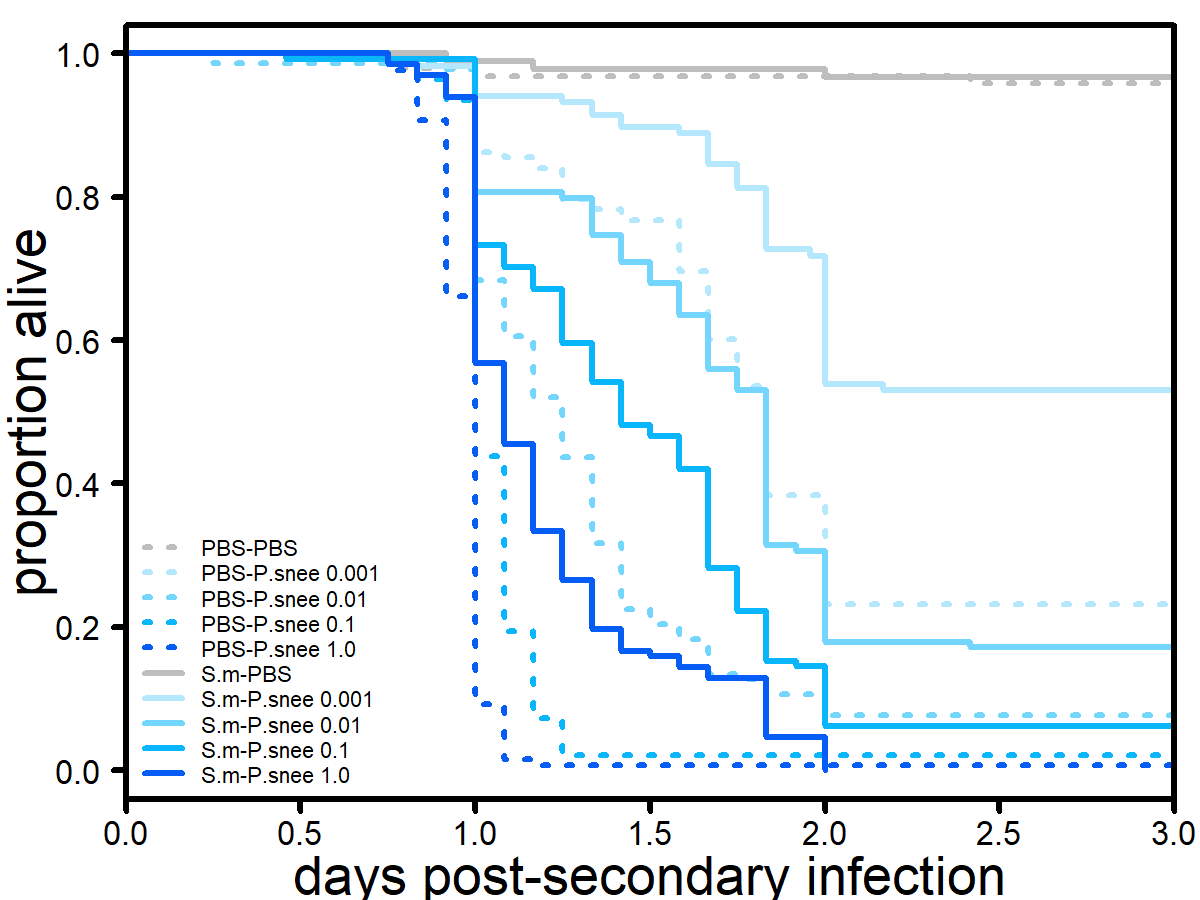 proportion alive
1.0
0.8
0.6
0.4
0.2
0.0
PBS-PBS
PBS-P.snee 0.001
PBS-P.snee 0.01
PBS-P.snee 0.1
PBS-P.snee 1.0
S.m-PBS
S.m-P.snee 0.001
S.m-P.snee 0.01
S.m-P.snee 0.1
S.m-P.snee 1.0
0.0 0.5 1.0 1.5 2.0 2.5 3.0
days post-secondary infection